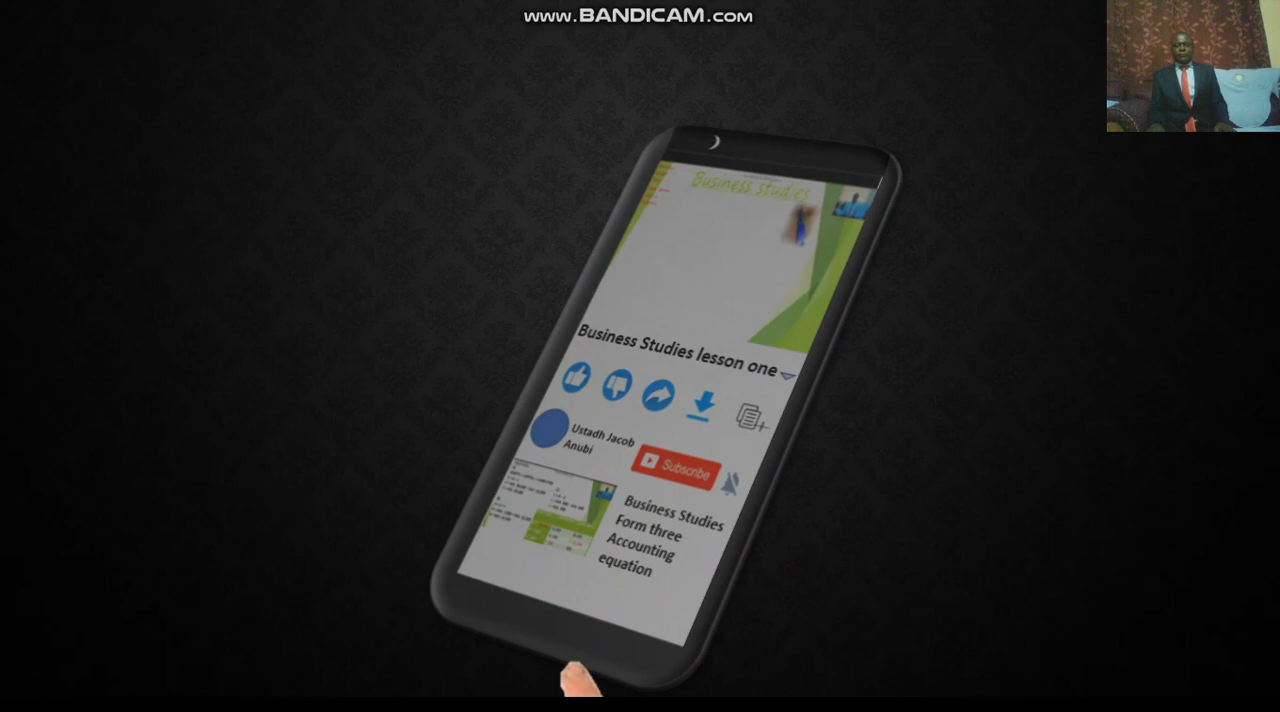 www.BANDICAM.com
Business studies
Business Studies lesson one
Ustadh Jacob
Anubi
Subscribe
Business Studies
Form three
Accounting
equation